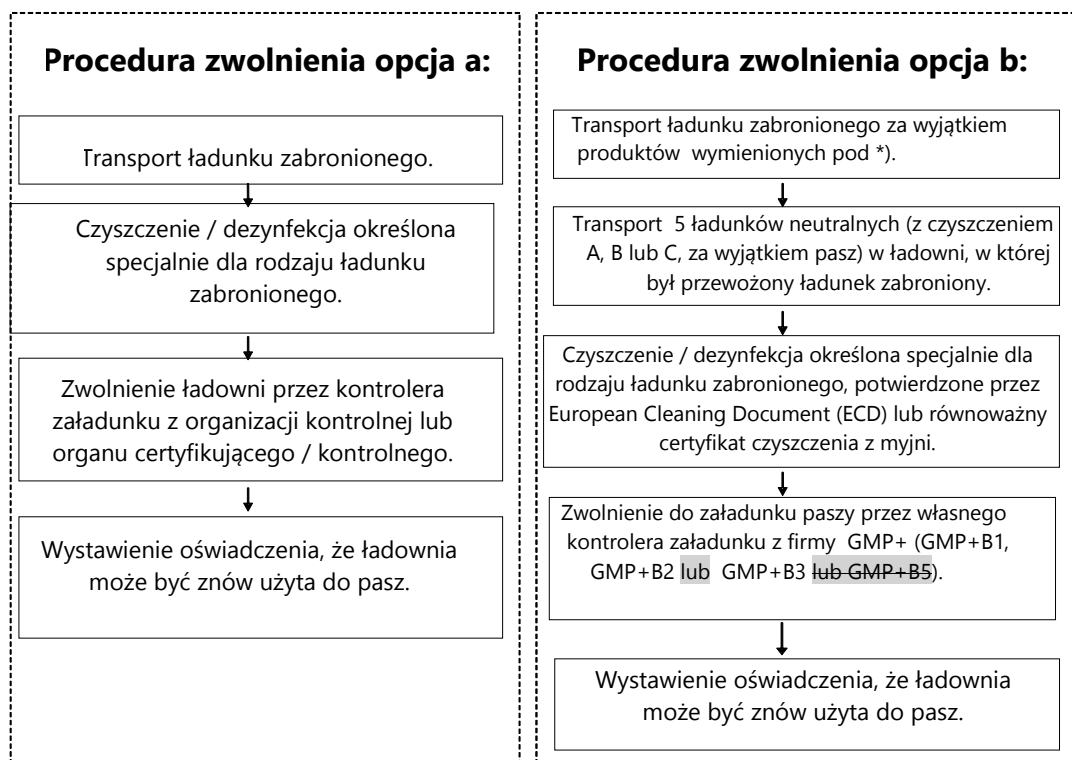 Procedura zwolnienia opcja a:
Transport ładunku zabronionego.
Czyszczenie / dezynfekcja określona
specjalnie dla rodzaju ładunku
zabronionego.
Zwolnienie ładowni przez kontrolera
załadunku z organizacji kontrolnej lub
organu certyfikującego / kontrolnego.
Wystawienie oświadczenia, że ładownia
może być znów użyta do pasz.
Procedura zwolnienia opcja b:
Transport ładunku zabronionego za wyjątkiem
produktów wymienionych pod *).
Transport 5 ładunków neutralnych (z czyszczeniem
A, B lub C, za wyjątkiem pasz) w ładowni, w której
był przewożony ładunek zabroniony.
Czyszczenie / dezynfekcja określona specjalnie dla
rodzaju ładunku zabronionego, potwierdzone przez
European Cleaning Document (ECD) lub równoważny
certyfikat czyszczenia z myjni.
Zwolnienie do załadunku paszy przez własnego
kontrolera załadunku z firmy GMP+ (GMP+B1,
GMP+B2 lub GMP+B3 lub GMP+B5).
Wystawienie oświadczenia, że ładownia
może być znów użyta do pasz.